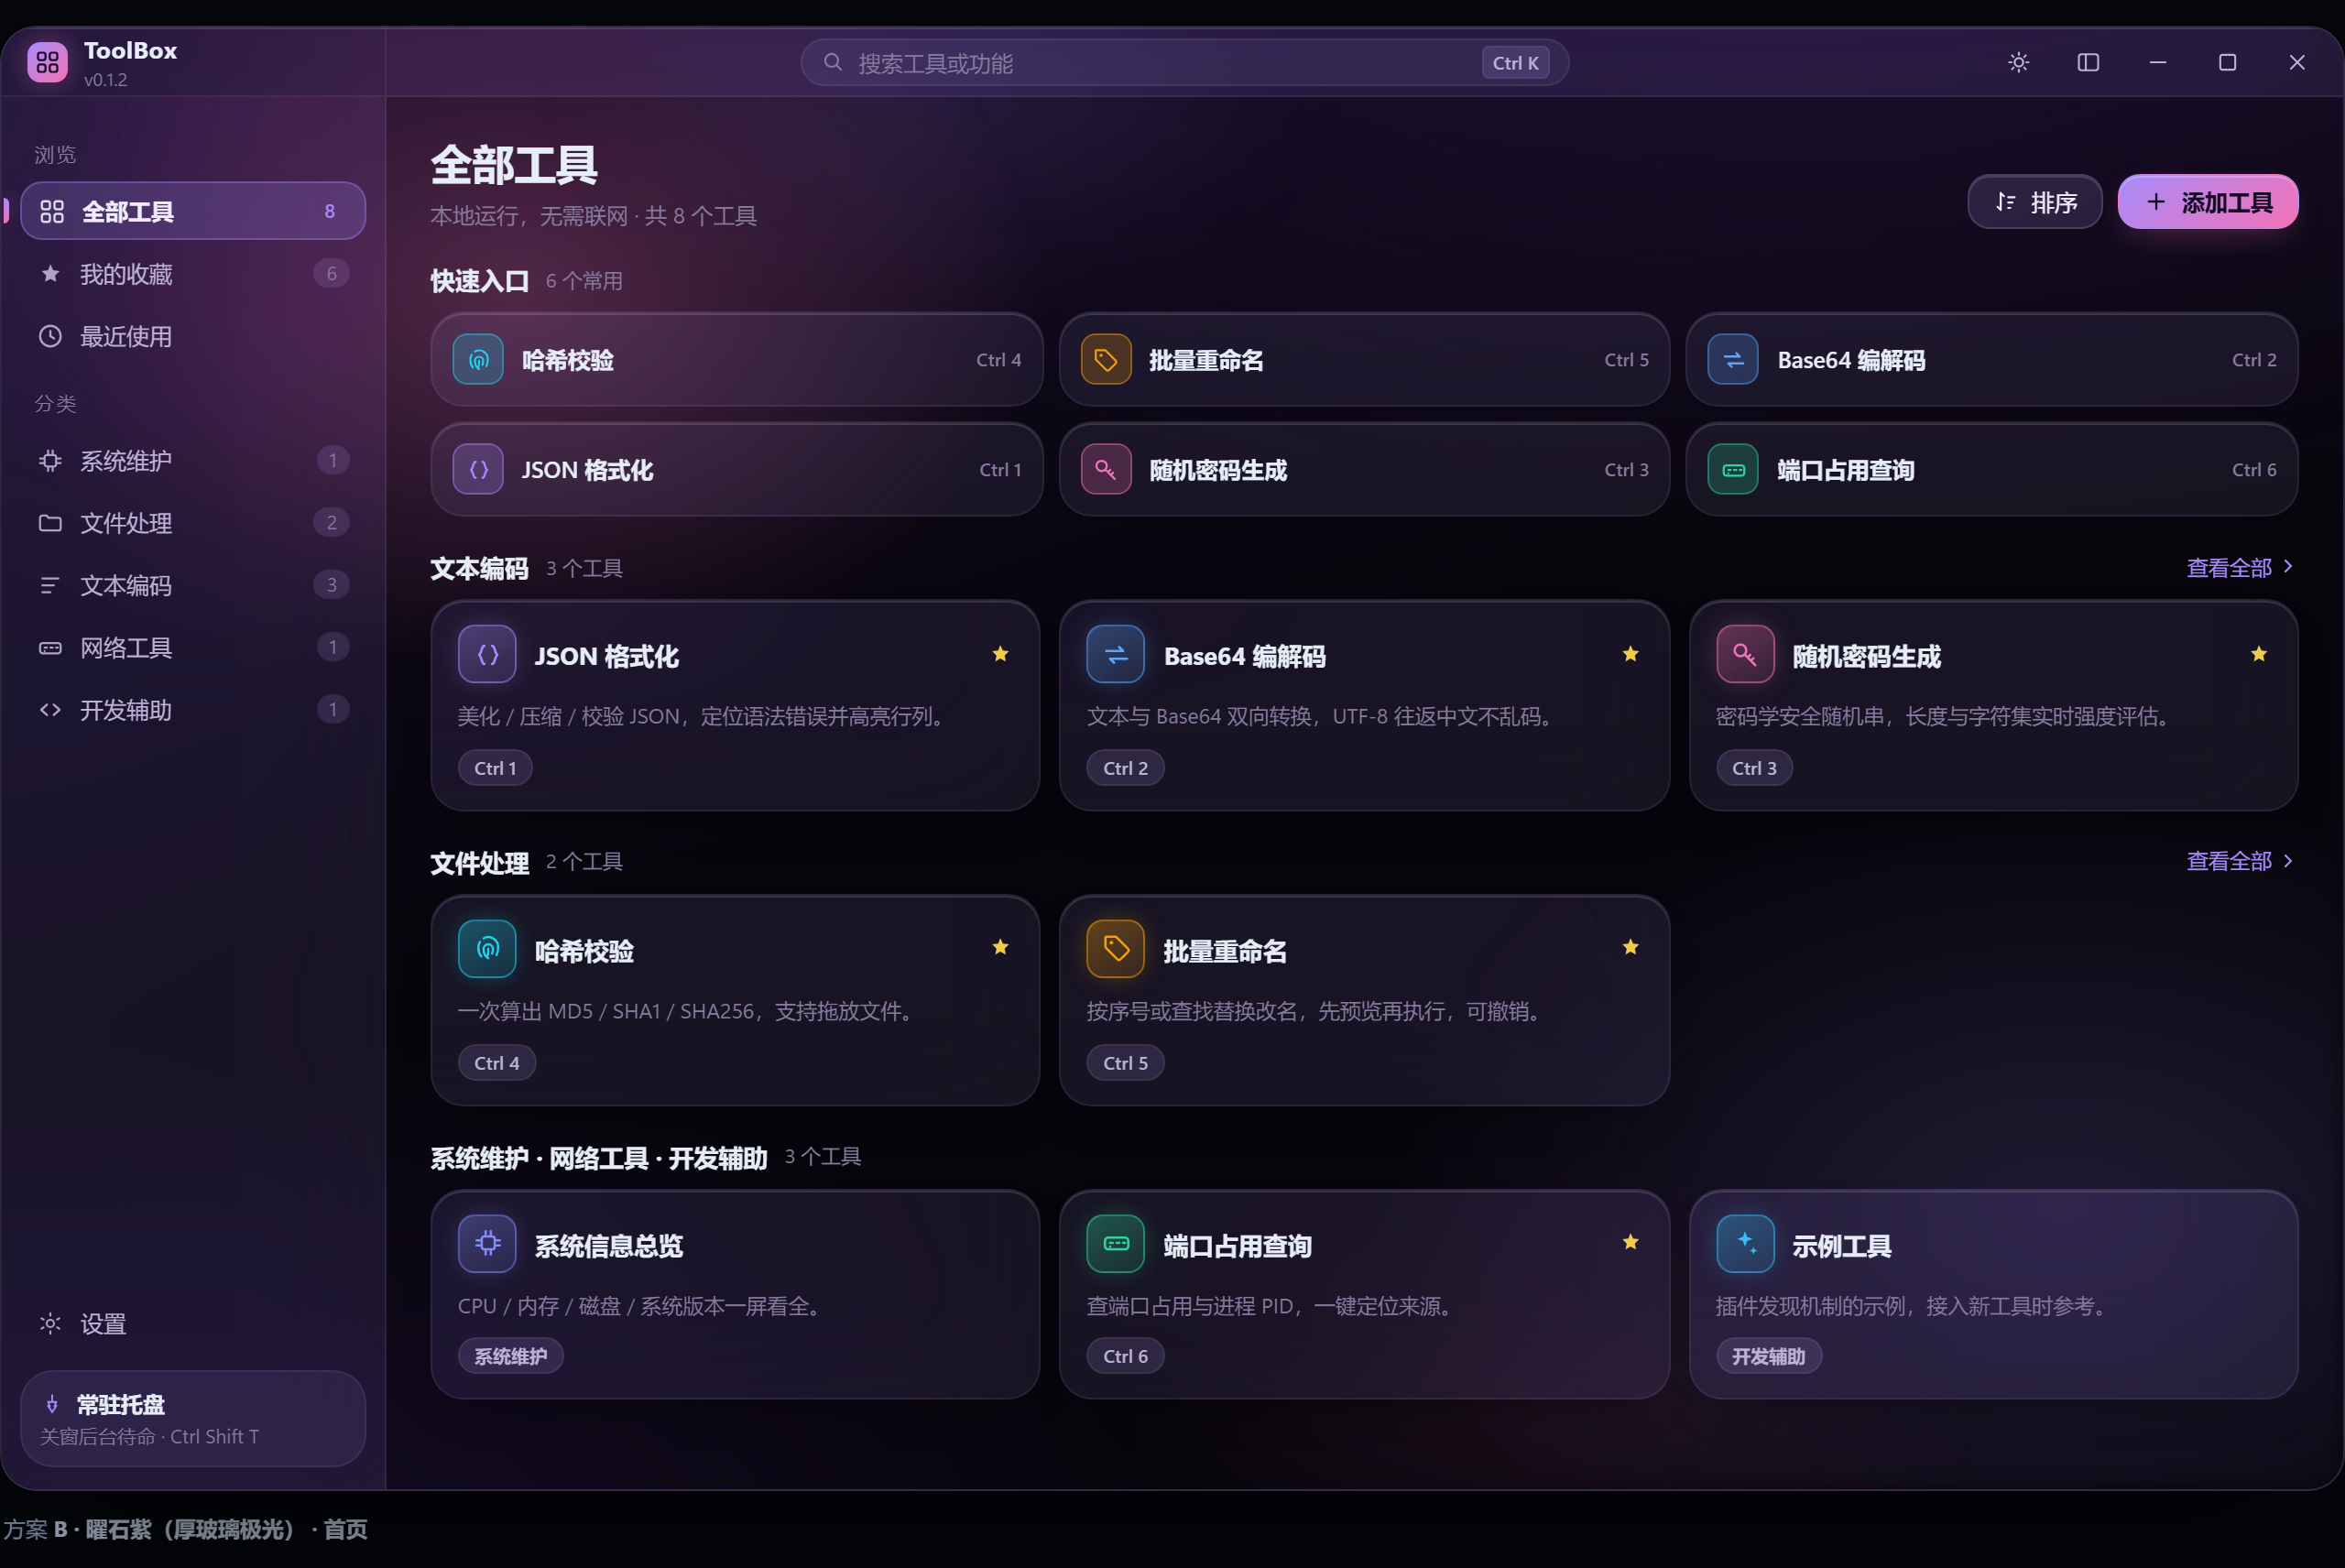 ToolBox
v0.1.2
搜索工具或功能
Ctrl K
浏览
全部工具 8
我的收藏 6
最近使用
分类
系统维护 1
文件处理 2
文本编码 3
网络工具 1
开发辅助 1
设置
常驻托盘
关窗后台待命 · Ctrl Shift T
全部工具
本地运行，无需联网 · 共 8 个工具
排序
添加工具
快速入口 6 个常用
哈希校验 Ctrl 4
批量重命名 Ctrl 5
Base64 编解码 Ctrl 2
JSON 格式化 Ctrl 1
随机密码生成 Ctrl 3
端口占用查询 Ctrl 6
文本编码 3 个工具
查看全部
JSON 格式化
美化 / 压缩 / 校验 JSON，定位语法错误并高亮行列。
Ctrl 1
Base64 编解码
文本与 Base64 双向转换，UTF-8 往返中文不乱码。
Ctrl 2
随机密码生成
密码学安全随机串，长度与字符集实时强度评估。
Ctrl 3
文件处理 2 个工具
查看全部
哈希校验
一次算出 MD5 / SHA1 / SHA256，支持拖放文件。
Ctrl 4
批量重命名
按序号或查找替换改名，先预览再执行，可撤销。
Ctrl 5
系统维护 · 网络工具 · 开发辅助 3 个工具
系统信息总览
CPU / 内存 / 磁盘 / 系统版本一屏看全。
系统维护
端口占用查询
查端口占用与进程 PID，一键定位来源。
Ctrl 6
示例工具
插件发现机制的示例，接入新工具时参考。
开发辅助
方案 B · 曜石紫（厚玻璃极光） · 首页